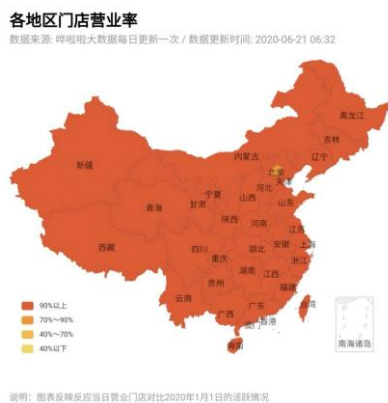 各地区门店营业率
数据来源: 哗啦啦大数据每日更新一次 / 数据更新时间: 2020-06-21 06:32
黑龙江
吉林
辽宁
内蒙古
新疆
北京
天津
河北
宁夏
山西
山东
青海
甘肃
陕西
河南
江苏
西藏
四川
湖北
安徽
上海
重庆
浙江
湖南
江西
贵州
福建
云南
台湾
广西
广东
澳门
香港
海南
南海诸岛
90%以上
70%～90%
40%～70%
40%以下
说明: 图表反映反应当日营业门店对比2020年1月1日的活跃情况